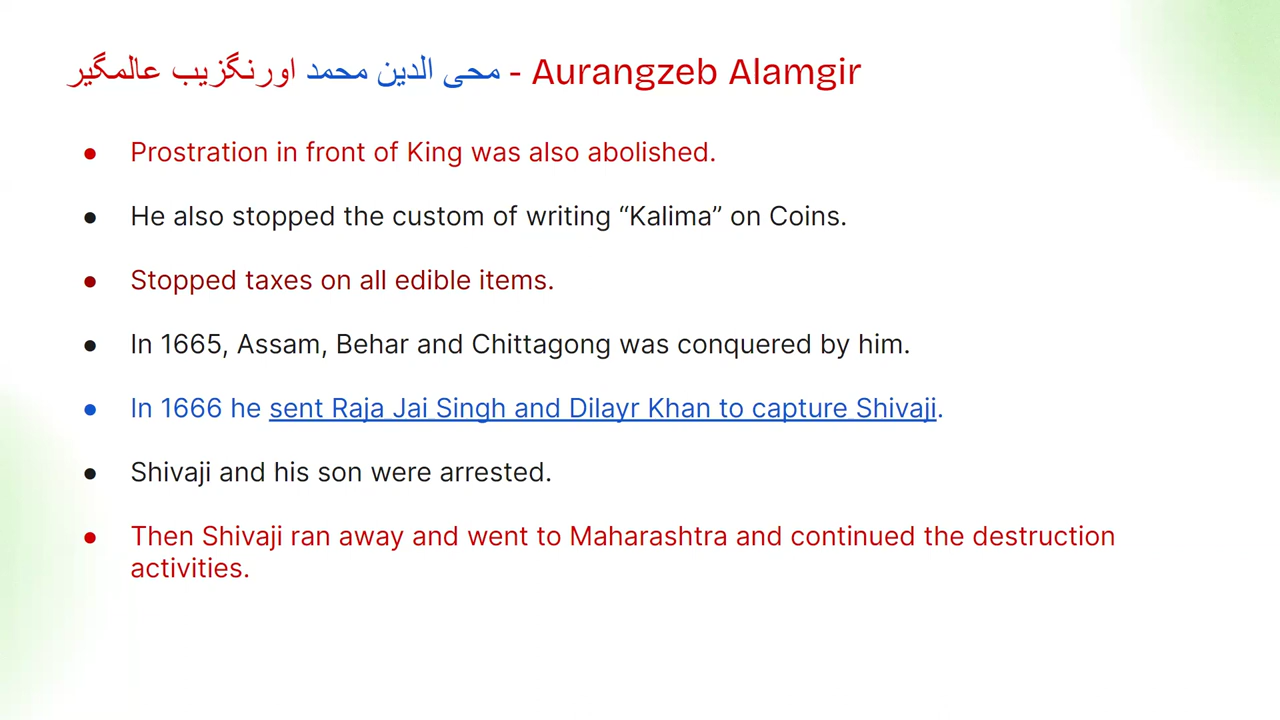 محی الدین محمد اورنگزیب عالمگیر - Aurangzeb Alamgir
● Prostration in front of King was also abolished.
● He also stopped the custom of writing “Kalima” on Coins.
● Stopped taxes on all edible items.
● In 1665, Assam, Behar and Chittagong was conquered by him.
● In 1666 he sent Raja Jai Singh and Dilayr Khan to capture Shivaji.
● Shivaji and his son were arrested.
● Then Shivaji ran away and went to Maharashtra and continued the destruction
activities.